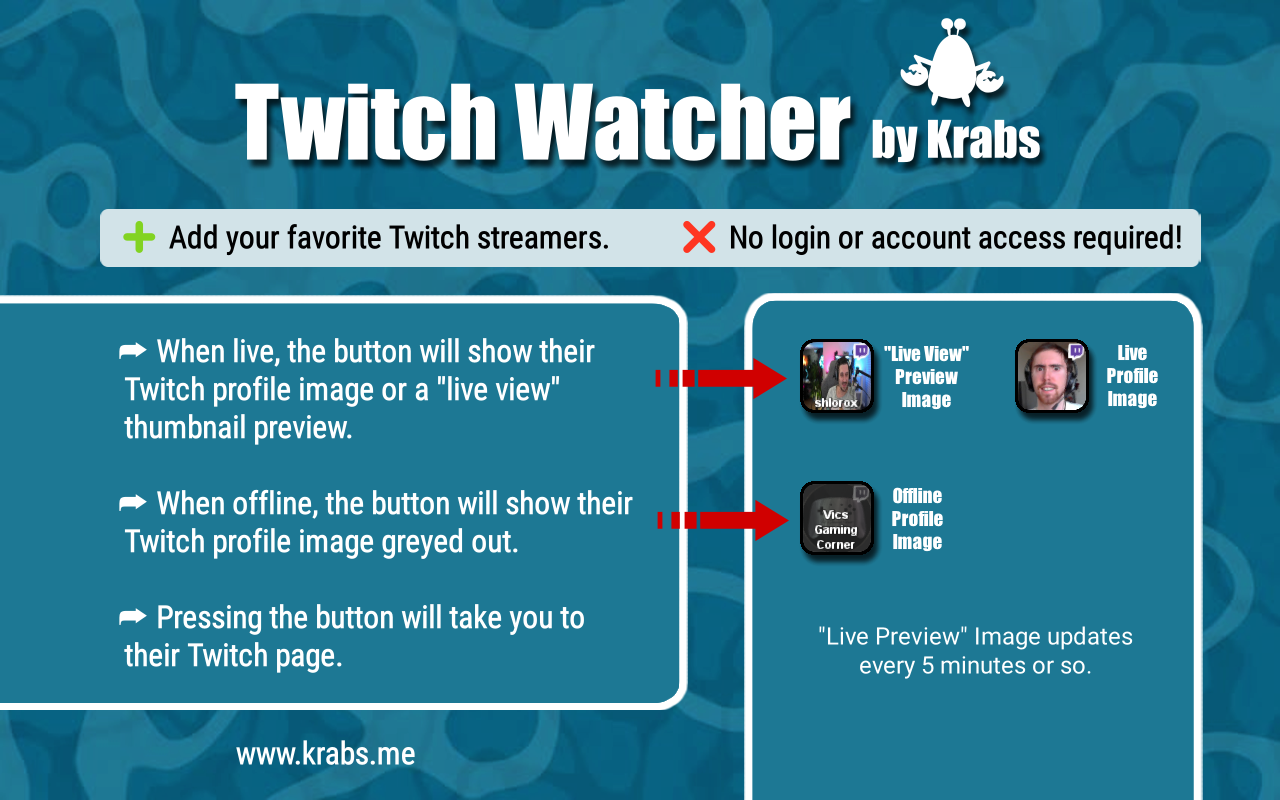 Twitch Watcher
by Krabs
Add your favorite Twitch streamers.
No login or account access required!
➦ When live, the button will show their
Twitch profile image or a "live view"
thumbnail preview.
➦ When offline, the button will show their
Twitch profile image greyed out.
➦ Pressing the button will take you to
their Twitch page.
shlorox
"Live View"
Preview
Image
Live
Profile
Image
Vics
Gaming
Corner
Offline
Profile
Image
"Live Preview" Image updates
every 5 minutes or so.
www.krabs.me